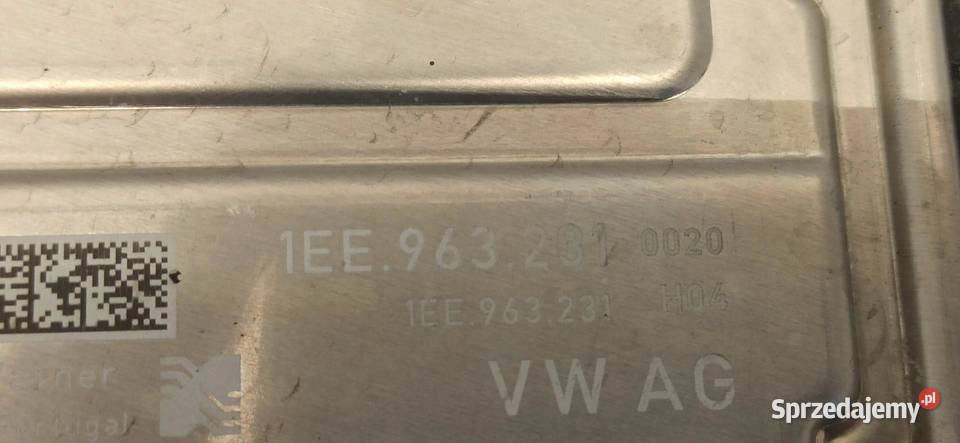 1EE.963.231 0020
1EE.963.231 H04
VW AG
Sprzedajemy.pl